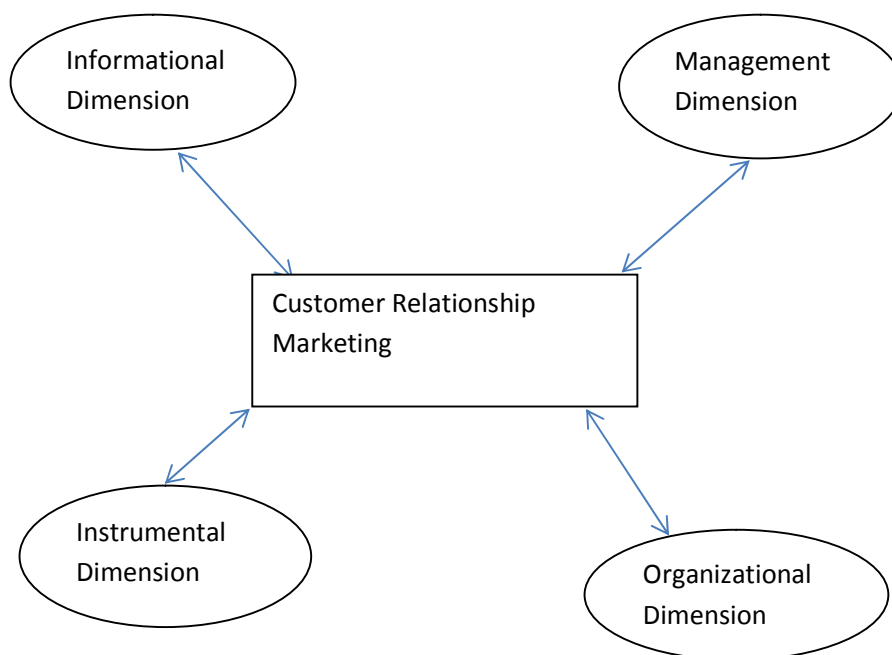 Informational
Dimension
Management
Dimension
Customer Relationship
Marketing
Instrumental
Dimension
Organizational
Dimension